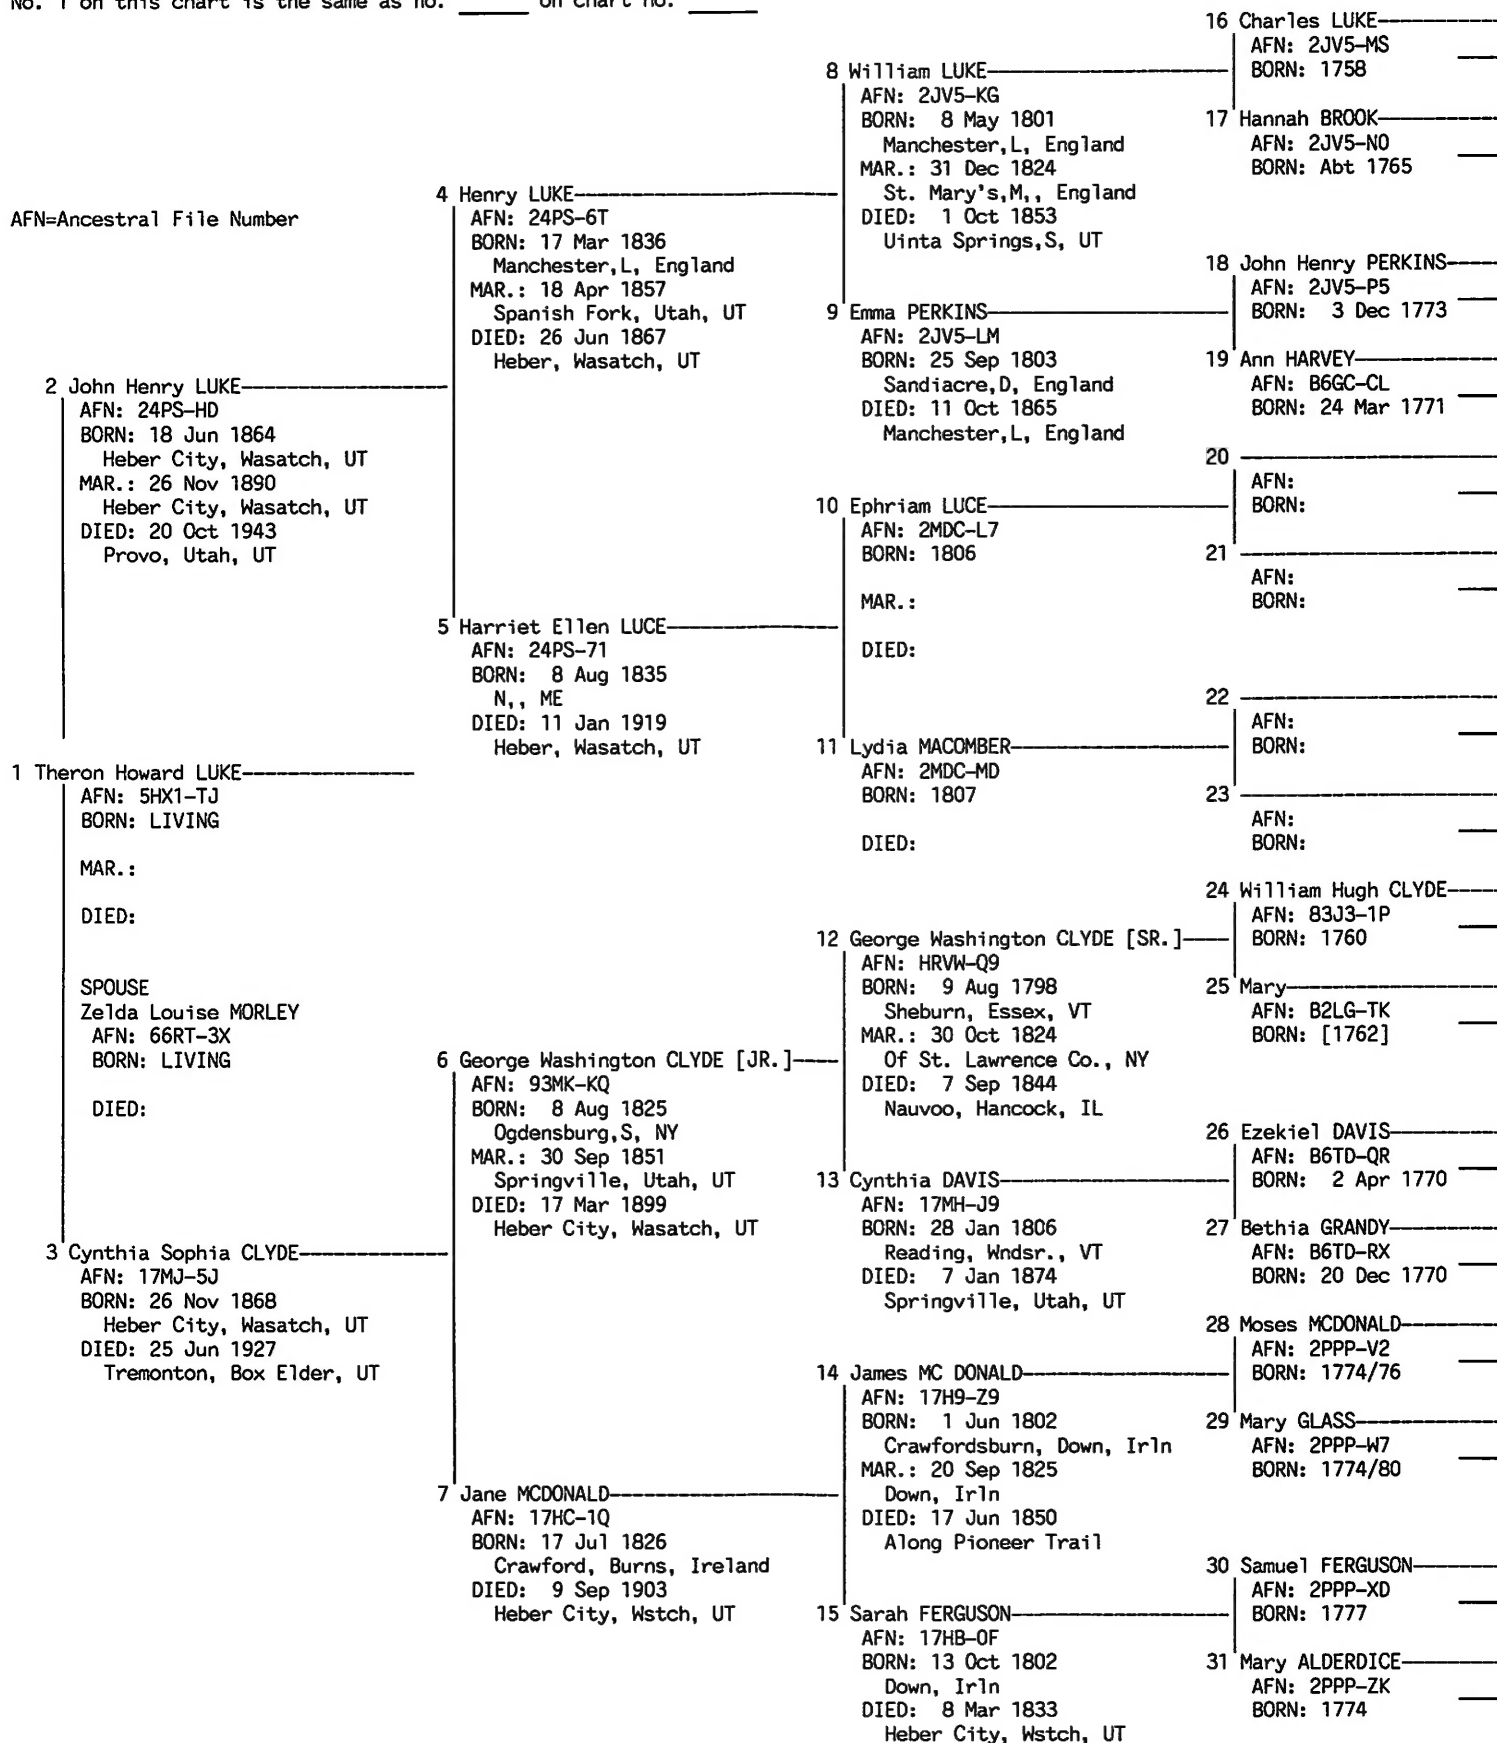 No. 1 on this chart is the same as no. _____ on chart no. _____
AFN=Ancestral File Number
1 Theron Howard LUKE
AFN: 5HX1-TJ
BORN: LIVING
MAR.:
DIED:
SPOUSE
Zelda Louise MORLEY
AFN: 66RT-3X
BORN: LIVING
DIED:
2 John Henry LUKE
AFN: 24PS-HD
BORN: 18 Jun 1864
Heber City, Wasatch, UT
MAR.: 26 Nov 1890
Heber City, Wasatch, UT
DIED: 20 Oct 1943
Provo, Utah, UT
3 Cynthia Sophia CLYDE
AFN: 17MJ-5J
BORN: 26 Nov 1868
Heber City, Wasatch, UT
DIED: 25 Jun 1927
Tremonton, Box Elder, UT
4 Henry LUKE
AFN: 24PS-6T
BORN: 17 Mar 1836
Manchester,L, England
MAR.: 18 Apr 1857
Spanish Fork, Utah, UT
DIED: 26 Jun 1867
Heber, Wasatch, UT
5 Harriet Ellen LUCE
AFN: 24PS-71
BORN: 8 Aug 1835
N,, ME
DIED: 11 Jan 1919
Heber, Wasatch, UT
6 George Washington CLYDE [JR.]
AFN: 93MK-KQ
BORN: 8 Aug 1825
Ogdensburg,S, NY
MAR.: 30 Sep 1851
Springville, Utah, UT
DIED: 17 Mar 1899
Heber City, Wasatch, UT
7 Jane MCDONALD
AFN: 17HC-1Q
BORN: 17 Jul 1826
Crawford, Burns, Ireland
DIED: 9 Sep 1903
Heber City, Wstch, UT
8 William LUKE
AFN: 2JV5-KG
BORN: 8 May 1801
Manchester,L, England
MAR.: 31 Dec 1824
St. Mary's,M,, England
DIED: 1 Oct 1853
Uinta Springs,S, UT
9 Emma PERKINS
AFN: 2JV5-LM
BORN: 25 Sep 1803
Sandiacre,D, England
DIED: 11 Oct 1865
Manchester,L, England
10 Ephriam LUCE
AFN: 2MDC-L7
BORN: 1806
MAR.:
DIED:
11 Lydia MACOMBER
AFN: 2MDC-MD
BORN: 1807
DIED:
12 George Washington CLYDE [SR.]
AFN: HRVW-Q9
BORN: 9 Aug 1798
Sheburn, Essex, VT
MAR.: 30 Oct 1824
Of St. Lawrence Co., NY
DIED: 7 Sep 1844
Nauvoo, Hancock, IL
13 Cynthia DAVIS
AFN: 17MH-J9
BORN: 28 Jan 1806
Reading, Wndsr., VT
DIED: 7 Jan 1874
Springville, Utah, UT
14 James MC DONALD
AFN: 17H9-Z9
BORN: 1 Jun 1802
Crawfordsburn, Down, Irln
MAR.: 20 Sep 1825
Down, Irln
DIED: 17 Jun 1850
Along Pioneer Trail
15 Sarah FERGUSON
AFN: 17HB-0F
BORN: 13 Oct 1802
Down, Irln
DIED: 8 Mar 1833
Heber City, Wstch, UT
16 Charles LUKE
AFN: 2JV5-MS
BORN: 1758
17 Hannah BROOK
AFN: 2JV5-N0
BORN: Abt 1765
18 John Henry PERKINS
AFN: 2JV5-P5
BORN: 3 Dec 1773
19 Ann HARVEY
AFN: B6GC-CL
BORN: 24 Mar 1771
20
AFN:
BORN:
21
AFN:
BORN:
22
AFN:
BORN:
23
AFN:
BORN:
24 William Hugh CLYDE
AFN: 83J3-1P
BORN: 1760
25 Mary
AFN: B2LG-TK
BORN: [1762]
26 Ezekiel DAVIS
AFN: B6TD-QR
BORN: 2 Apr 1770
27 Bethia GRANDY
AFN: B6TD-RX
BORN: 20 Dec 1770
28 Moses MCDONALD
AFN: 2PPP-V2
BORN: 1774/76
29 Mary GLASS
AFN: 2PPP-W7
BORN: 1774/80
30 Samuel FERGUSON
AFN: 2PPP-XD
BORN: 1777
31 Mary ALDERDICE
AFN: 2PPP-ZK
BORN: 1774